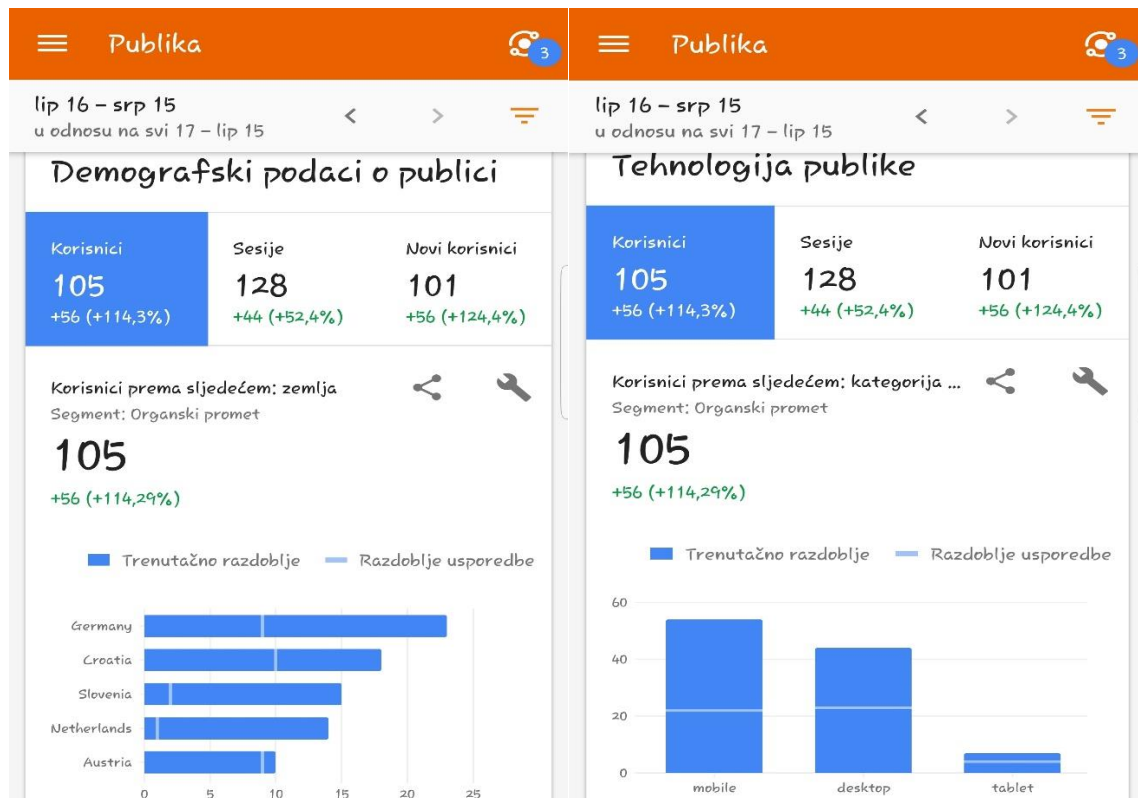 Publika
3
lip 16 – srp 15
u odnosu na svi 17 – lip 15
Demografski podaci o publici
Korisnici
105
+56 (+114,3%)
Sesije
128
+44 (+52,4%)
Novi korisnici
101
+56 (+124,4%)
Korisnici prema sljedećem: zemlja
Segment: Organski promet
105
+56 (+114,29%)
Trenutačno razdoblje
Razdoblje usporedbe
Germany
Croatia
Slovenia
Netherlands
Austria
0 5 10 15 20 25
Publika
3
lip 16 – srp 15
u odnosu na svi 17 – lip 15
Tehnologija publike
Korisnici
105
+56 (+114,3%)
Sesije
128
+44 (+52,4%)
Novi korisnici
101
+56 (+124,4%)
Korisnici prema sljedećem: kategorija ...
Segment: Organski promet
105
+56 (+114,29%)
Trenutačno razdoblje
Razdoblje usporedbe
60
40
20
0
mobile desktop tablet